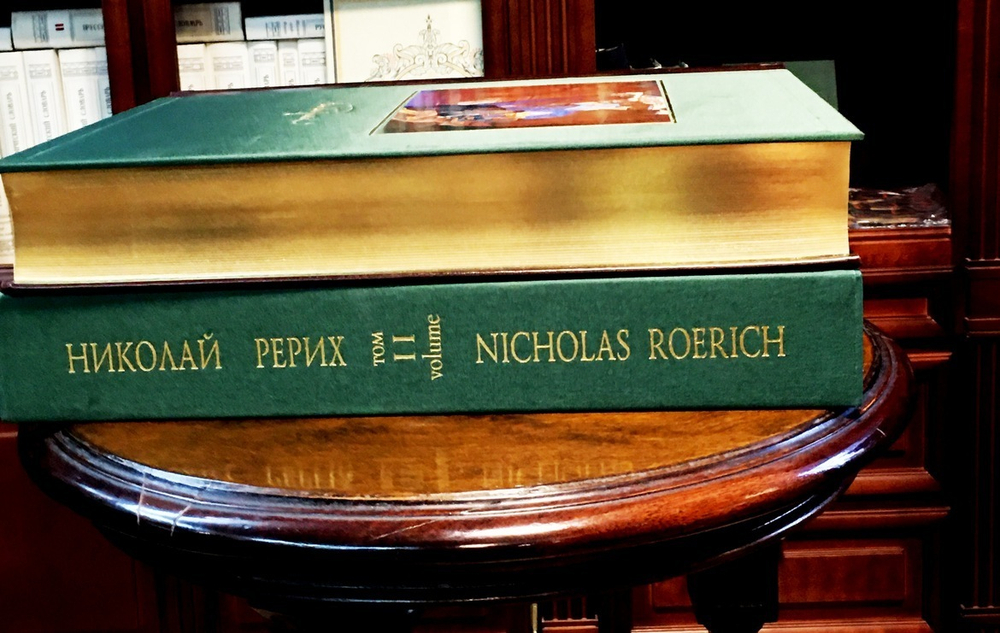 НИКОЛАЙ РЕРИХ
ТОМ
II
volume
NICHOLAS ROERICH